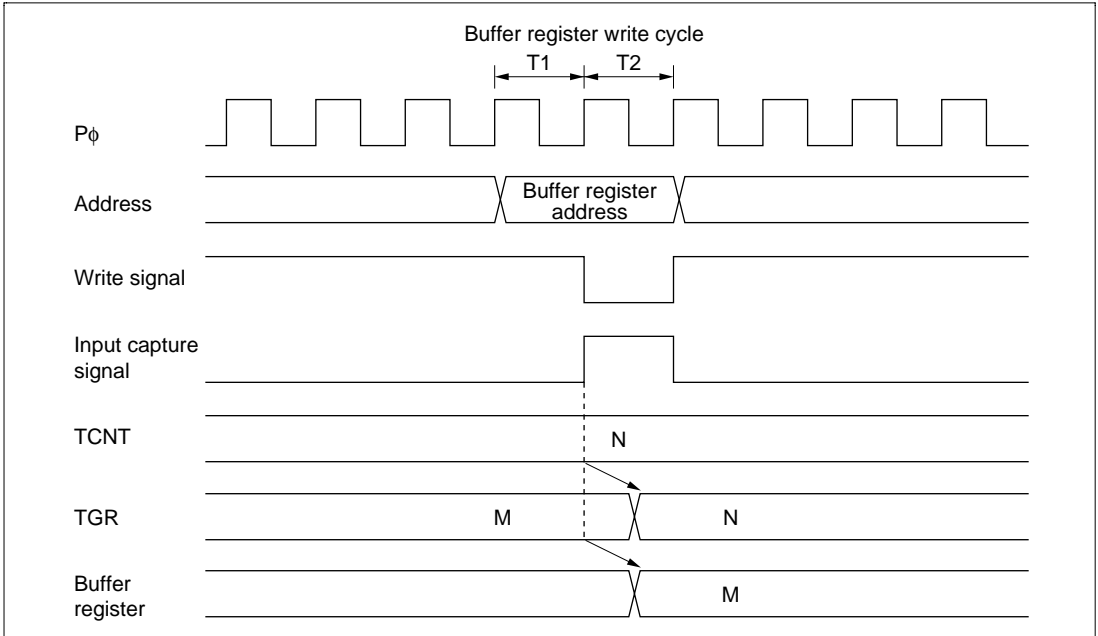 Buffer register write cycle
T1 T2
Pϕ
Address
Buffer register
address
Write signal
Input capture
signal
TCNT
N
TGR
M
N
Buffer
register
M